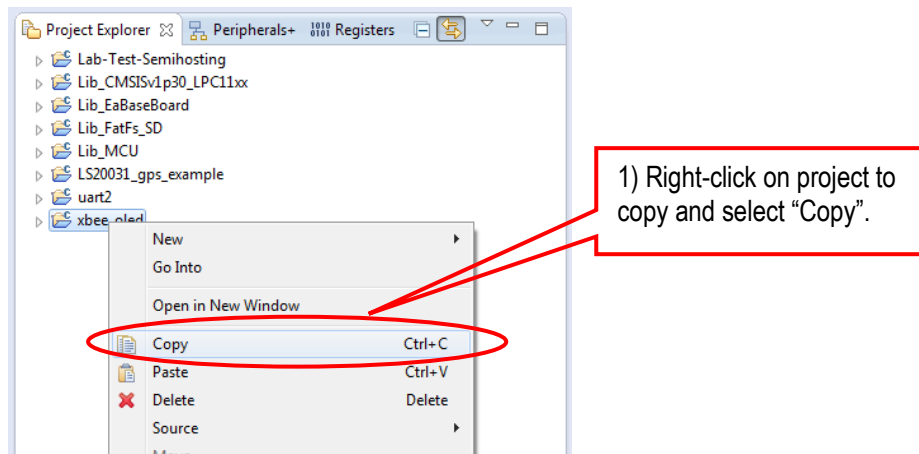 Project Explorer Peripherals+ 1010 0101 Registers
Lab-Test-Semihosting
Lib_CMSISv1p30_LPC11xx
Lib_EaBaseBoard
Lib_FatFs_SD
Lib_MCU
LS20031_gps_example
uart2
xbee_oled
1) Right-click on project to
copy and select “Copy”.
New
Go Into
Open in New Window
Copy Ctrl+C
Paste Ctrl+V
Delete Delete
Source